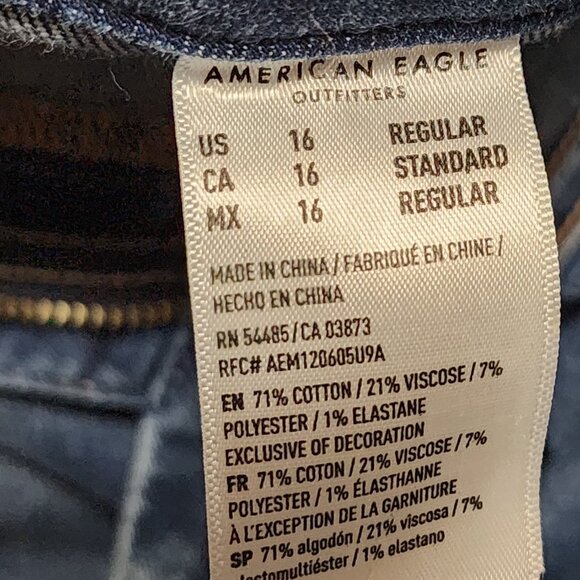 AMERICAN EAGLE
OUTFITTERS
US 16 REGULAR
CA 16 STANDARD
MX 16 REGULAR
MADE IN CHINA / FABRIQUÉ EN CHINE /
HECHO EN CHINA
RN 54485/CA 03873
RFC# AEM120605U9A
EN 71% COTTON / 21% VISCOSE / 7%
POLYESTER / 1% ELASTANE
EXCLUSIVE OF DECORATION
FR 71% COTON / 21% VISCOSE / 7%
POLYESTER / 1% ÉLASTHANNE
À L'EXCEPTION DE LA GARNITURE
SP 71% algodón / 21% viscosa / 7%
/ 1% elastano